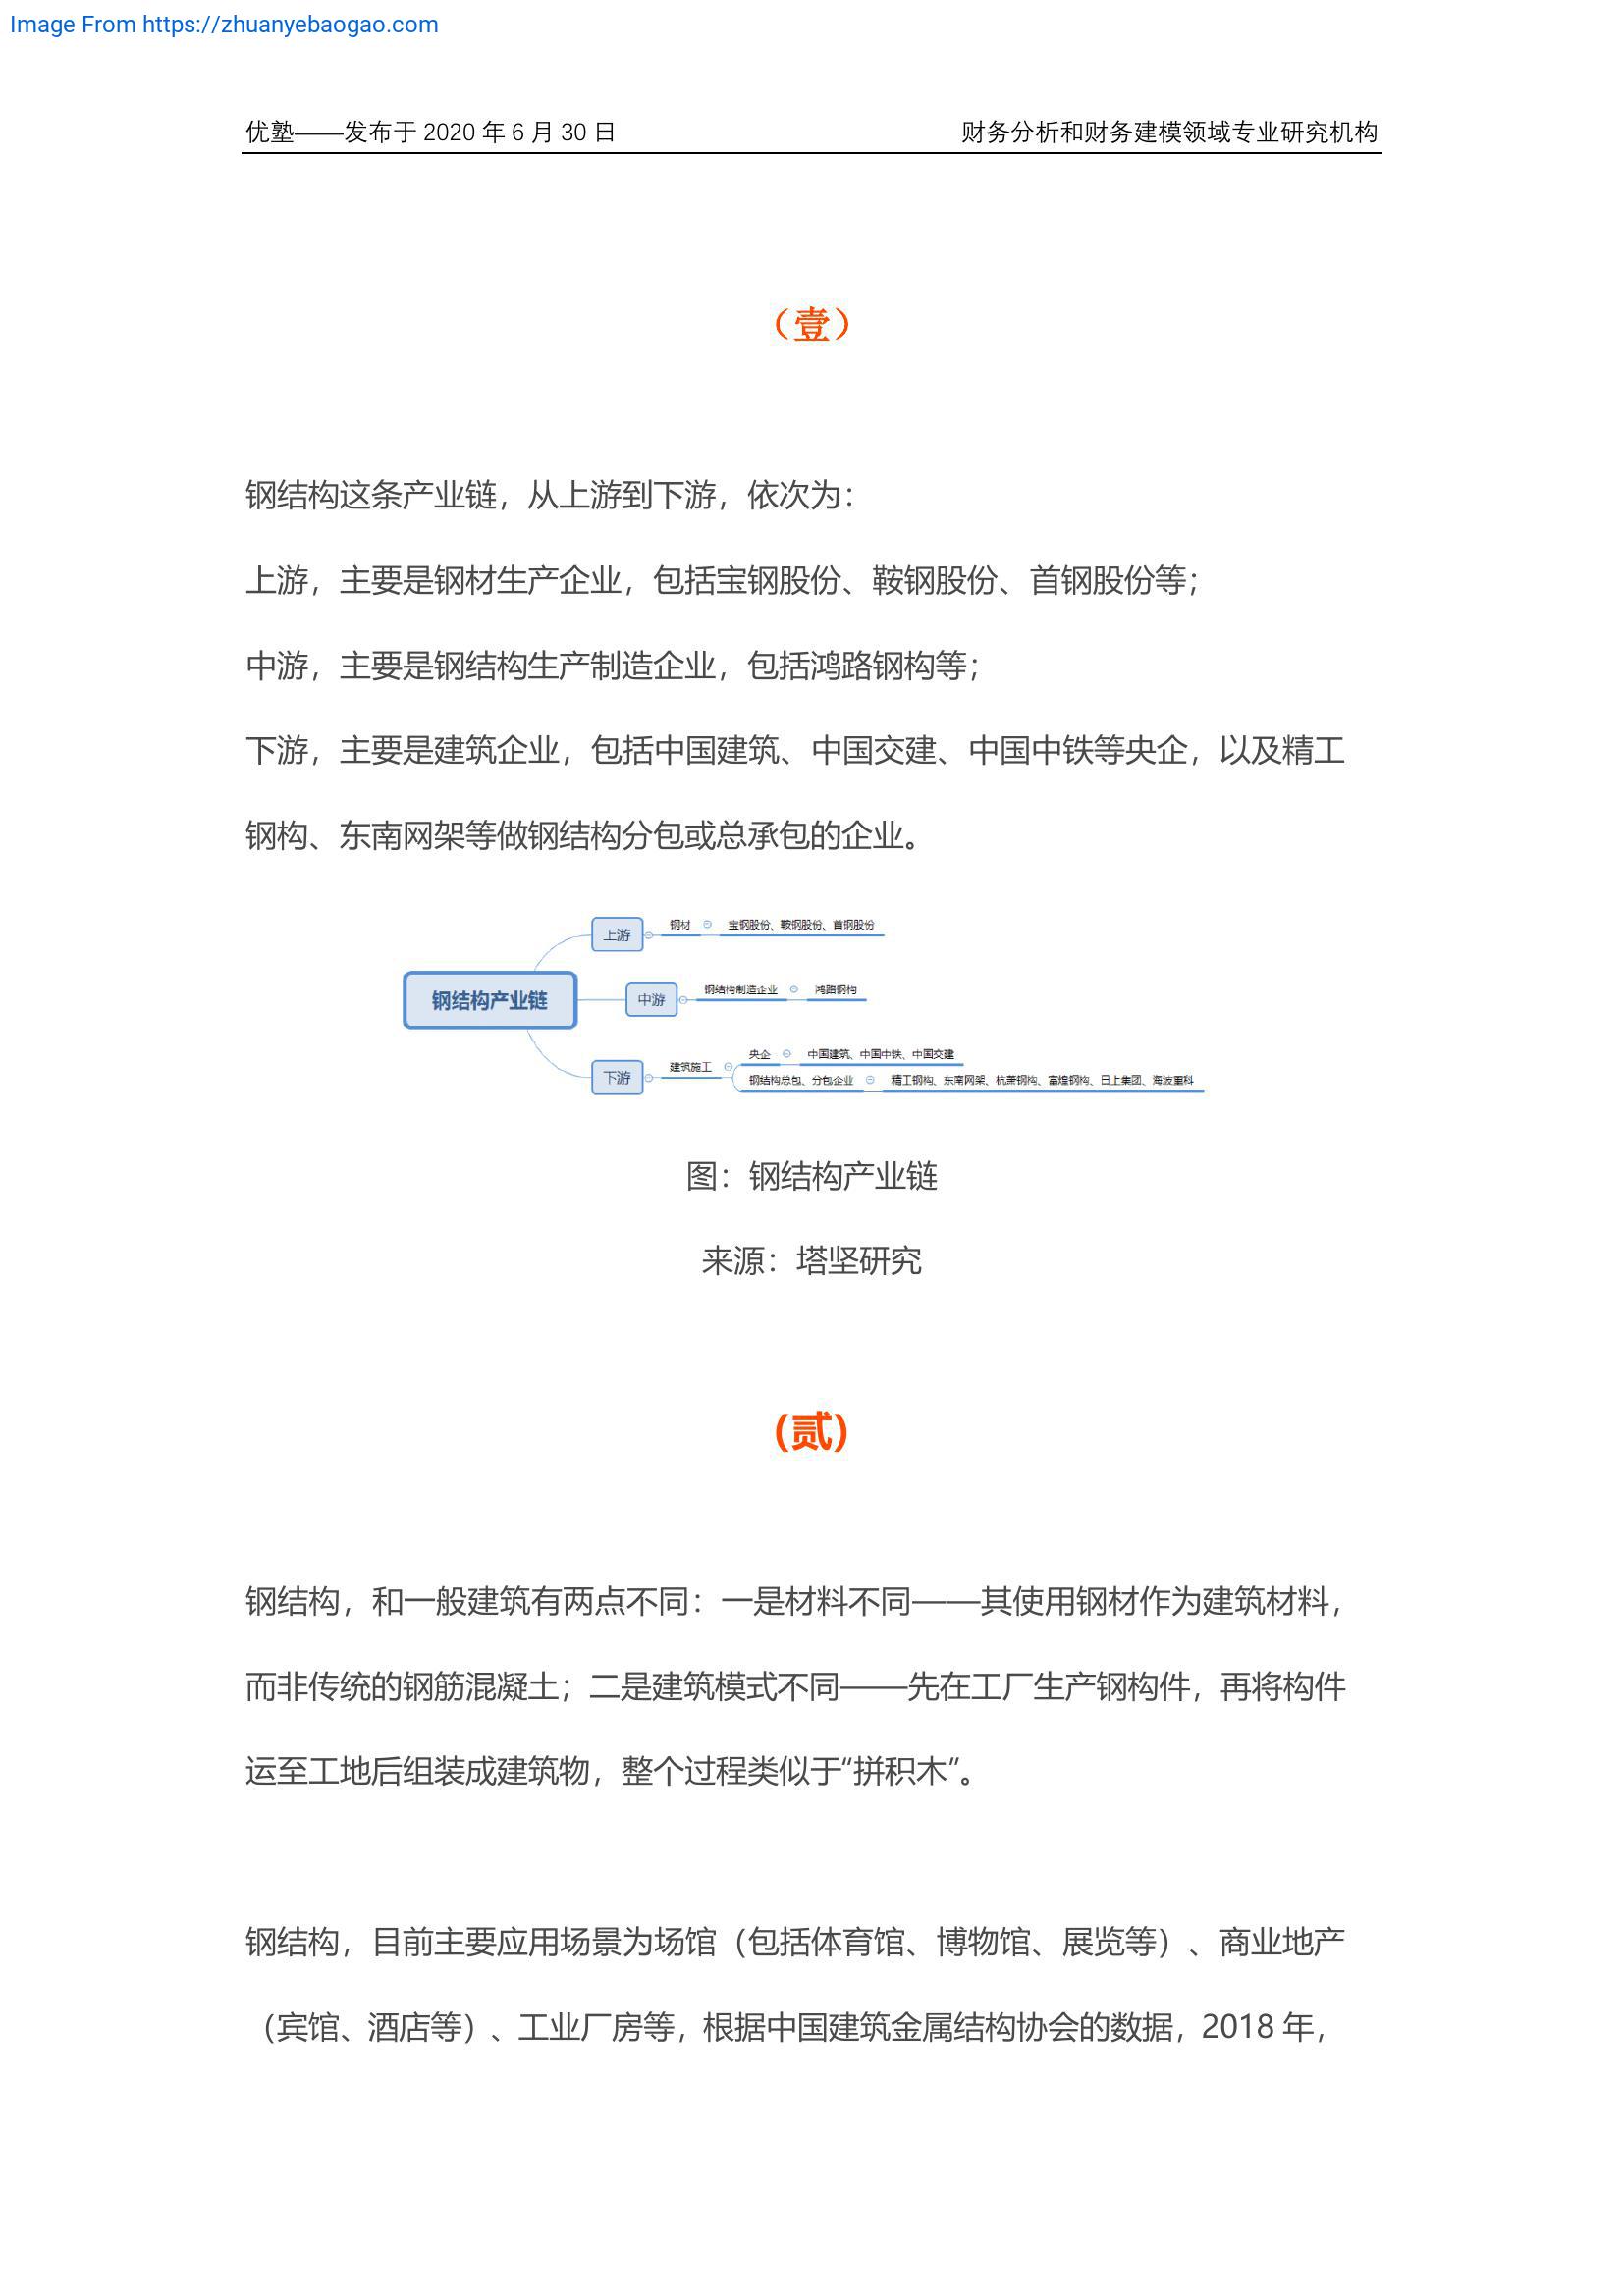 Image From https://zhuanyebaogao.com
优塾——发布于 2020 年 6 月 30 日
财务分析和财务建模领域专业研究机构
（壹）
钢结构这条产业链，从上游到下游，依次为：
上游，主要是钢材生产企业，包括宝钢股份、鞍钢股份、首钢股份等；
中游，主要是钢结构生产制造企业，包括鸿路钢构等；
下游，主要是建筑企业，包括中国建筑、中国交建、中国中铁等央企，以及精工
钢构、东南网架等做钢结构分包或总承包的企业。
钢结构产业链
上游
钢材
宝钢股份、鞍钢股份、首钢股份
中游
钢结构制造企业
鸿路钢构
下游
建筑施工
央企
中国建筑、中国中铁、中国交建
钢结构总包、分包企业
精工钢构、东南网架、杭萧钢构、富煌钢构、日上集团、海波重科
图：钢结构产业链
来源：塔坚研究
(贰)
钢结构，和一般建筑有两点不同：一是材料不同——其使用钢材作为建筑材料，
而非传统的钢筋混凝土；二是建筑模式不同——先在工厂生产钢构件，再将构件
运至工地后组装成建筑物，整个过程类似于“拼积木”。
钢结构，目前主要应用场景为场馆（包括体育馆、博物馆、展览等）、商业地产
（宾馆、酒店等）、工业厂房等，根据中国建筑金属结构协会的数据，2018 年，